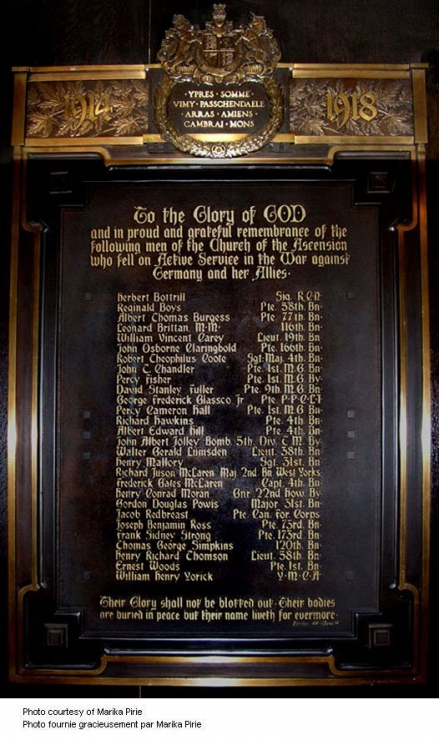 1914
YPRES · SOMME ·
VIMY · PASSCHENDAELE
· ARRAS · AMIENS ·
CAMBRAI · MONS
1918
To the Glory of GOD
and in proud and grateful remembrance of the
following men of the Church of the Ascension
who fell on Active Service in the War against
Germany and her Allies·
Herbert Bottrill Sig. R.C.D.
Reginald Boys Pte. 58th. Bn·
Albert Thomas Burgess Pte. 77th. Bn·
Leonard Brittan. M·M· 116th. Bn·
William Vincent Carey Lieut. 19th. Bn·
John Osborne Claringbold Pte. 166th. Bn·
Robert Theophilus Coote Sgt·Maj. 4th. Bn·
John C. Chandler Pte. 1st. M·G· Bn·
Percy Fisher Pte. 1st. M·G· By·
David Stanley Fuller Pte. 9th. M·G· Bn·
George Frederick Glassco. Jr Pte. P·P·C·L·I
Percy Cameron Hall Pte. 1st. M·G· Bn·
Richard Hawkins Pte. 4th. Bn·
Albert Edward Hill Pte. 4th. Bn·
John Albert Jolley Bomb. 5th. Div. T.M. By
Walter Gerald Lumsden Lieut. 58th. Bn·
Henry Mallory Sgt. 31st. Bn·
Richard Juson McLaren Maj. 2nd. Bn West Yorks.
Frederick Gates McLaren Capt. 4th. Bn·
Henry Conrad Moran Gnr. 22nd How. By
Gordon Douglas Powis Major. 31st. Bn·
Jacob Redbreast Pte. Can. For. Corps
Joseph Benjamin Ross Pte. 73rd. Bn·
Frank Sidney Strong Pte. 173rd. Bn·
Thomas George Simpkins 120th. Bn·
Henry Richard Thomson Lieut. 58th. Bn·
Ernest Woods Pte. 1st. Bn·
William Henry Yorick Y·M·C·A
Their Glory shall not be blotted out· Their bodies
are buried in peace but their name liveth for evermore·
Photo courtesy of Marika Pirie
Photo fournie gracieusement par Marika Pirie